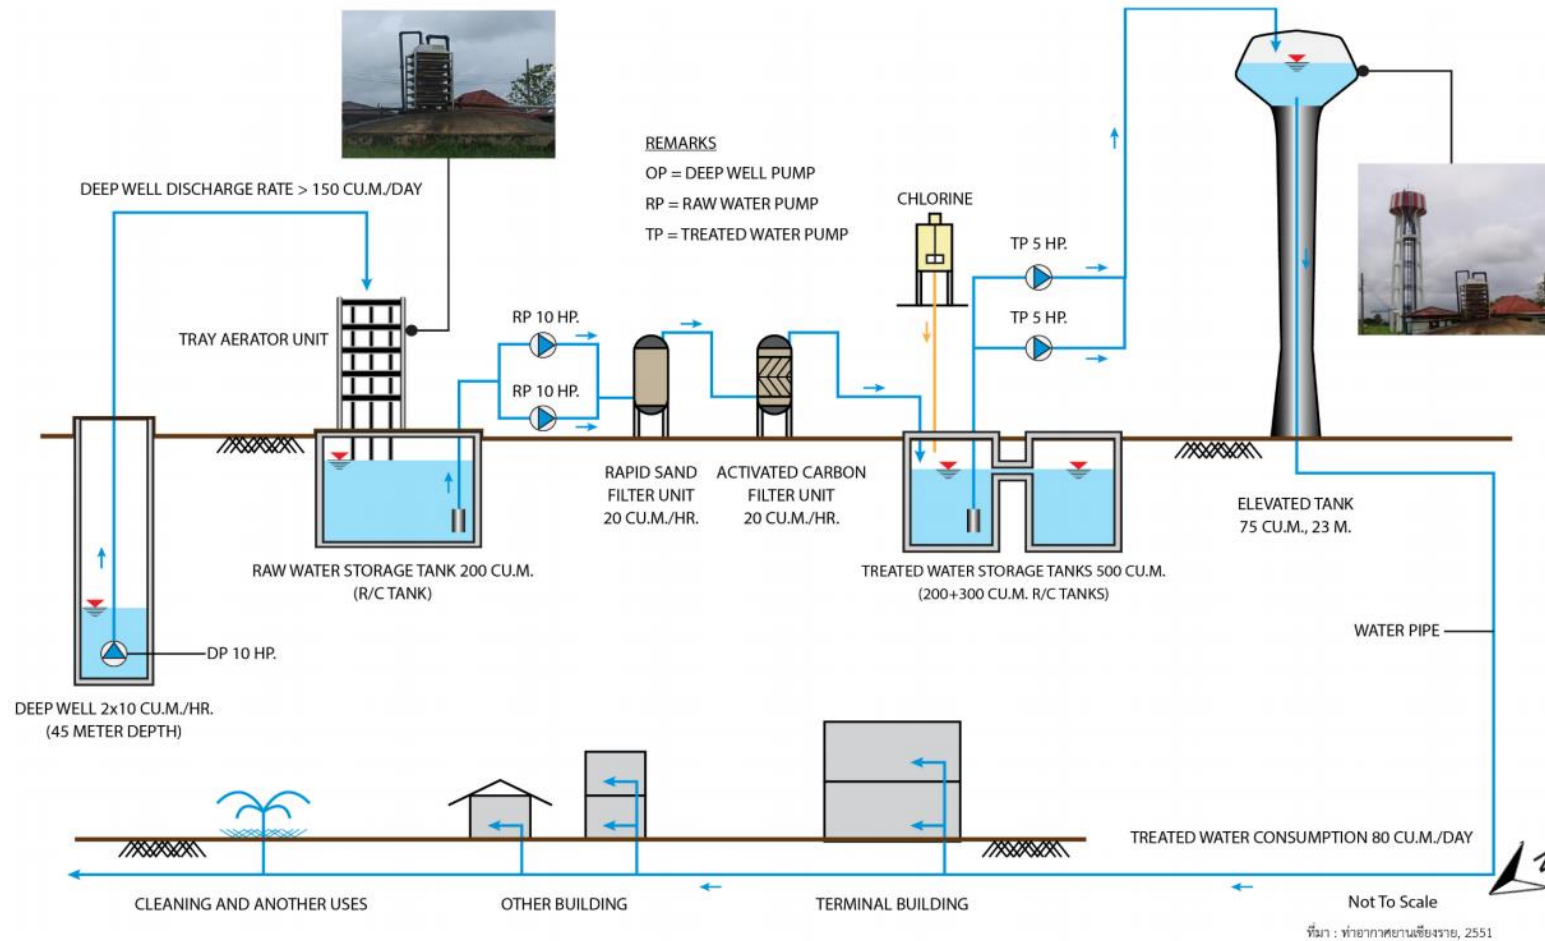 REMARKS
OP = DEEP WELL PUMP
RP = RAW WATER PUMP
TP = TREATED WATER PUMP
DEEP WELL DISCHARGE RATE > 150 CU.M./DAY
CHLORINE
TP 5 HP.
TP 5 HP.
TRAY AERATOR UNIT
RP 10 HP.
RP 10 HP.
RAPID SAND
FILTER UNIT
20 CU.M./HR.
ACTIVATED CARBON
FILTER UNIT
20 CU.M./HR.
ELEVATED TANK
75 CU.M., 23 M.
RAW WATER STORAGE TANK 200 CU.M.
(R/C TANK)
TREATED WATER STORAGE TANKS 500 CU.M.
(200+300 CU.M. R/C TANKS)
WATER PIPE
DP 10 HP.
DEEP WELL 2x10 CU.M./HR.
(45 METER DEPTH)
TREATED WATER CONSUMPTION 80 CU.M./DAY
CLEANING AND ANOTHER USES
OTHER BUILDING
TERMINAL BUILDING
Not To Scale
ที่มา : ท่าอากาศยานเชียงราย, 2551